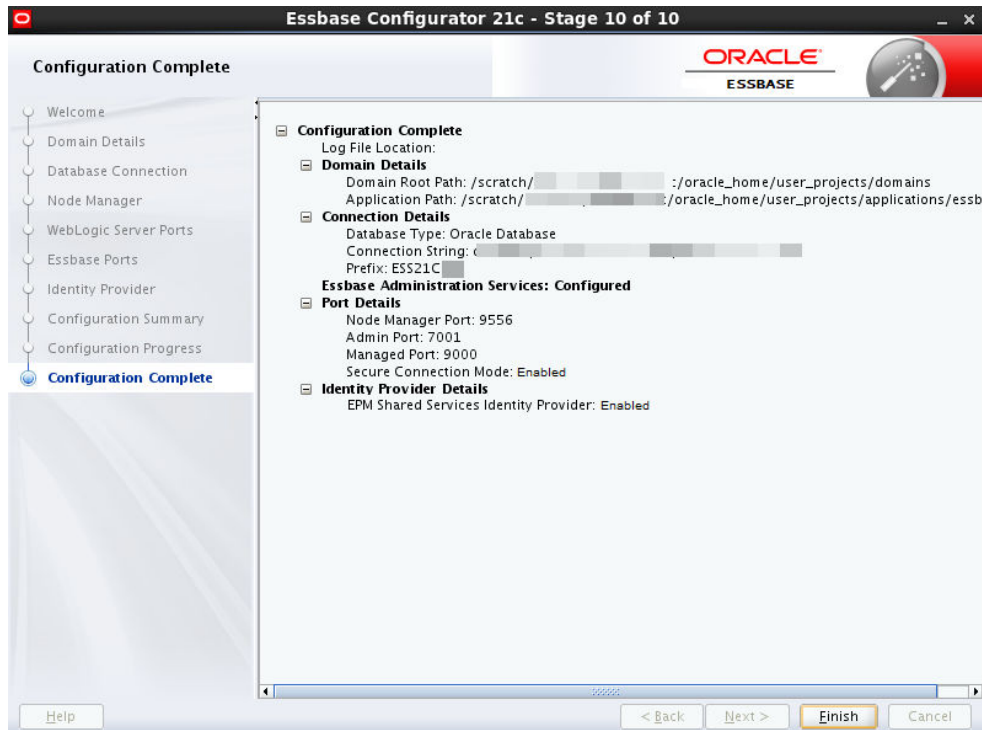 Essbase Configurator 21c - Stage 10 of 10
Configuration Complete
ORACLE
ESSBASE
Welcome
Domain Details
Database Connection
Node Manager
WebLogic Server Ports
Essbase Ports
Identity Provider
Configuration Summary
Configuration Progress
Configuration Complete
Configuration Complete
Log File Location:
Domain Details
Domain Root Path: /scratch/ :/oracle_home/user_projects/domains
Application Path: /scratch/ :/oracle_home/user_projects/applications/essb
Connection Details
Database Type: Oracle Database
Connection String:
Prefix: ESS21C
Essbase Administration Services: Configured
Port Details
Node Manager Port: 9556
Admin Port: 7001
Managed Port: 9000
Secure Connection Mode: Enabled
Identity Provider Details
EPM Shared Services Identity Provider: Enabled
Help
< Back
Next >
Finish
Cancel